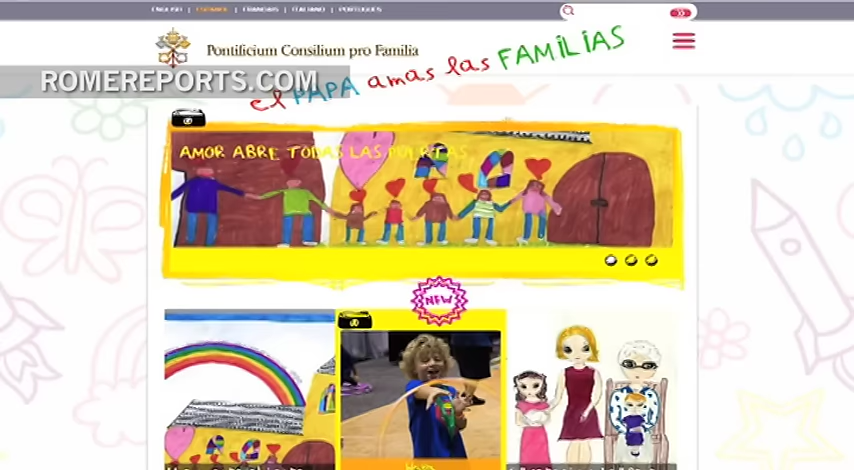 ENGLISH | ESPAÑOL | FRANÇAIS | ITALIANO | PORTUGUÊS
Pontificium Consilium pro Familia
ROMEREPORTS.COM
el PAPA amas las FAMILIAS
AMOR ABRE TODAS LAS PUERTAS
NEW